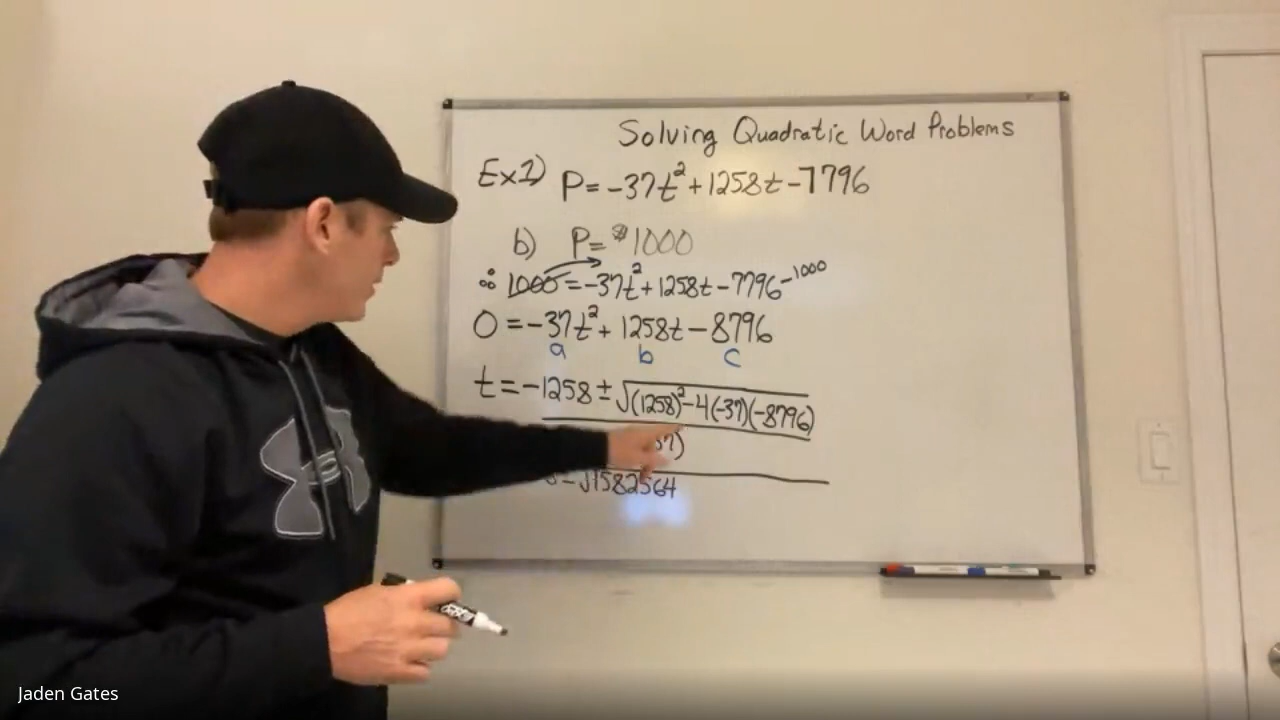 Solving Quadratic Word Problems
Ex1) P=-37t²+1258t-7796
b) P=$1000
∴ 1000=-37t²+1258t-7796-1000
0=-37t²+1258t-8796
a b c
t=-1258±√(1258)²-4(-37)(-8796)
7)
√1582564
Jaden Gates